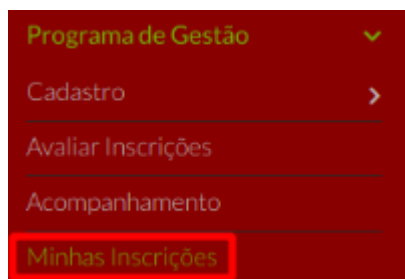 Programa de Gestão
Cadastro
Avaliar Inscrições
Acompanhamento
Minhas Inscrições